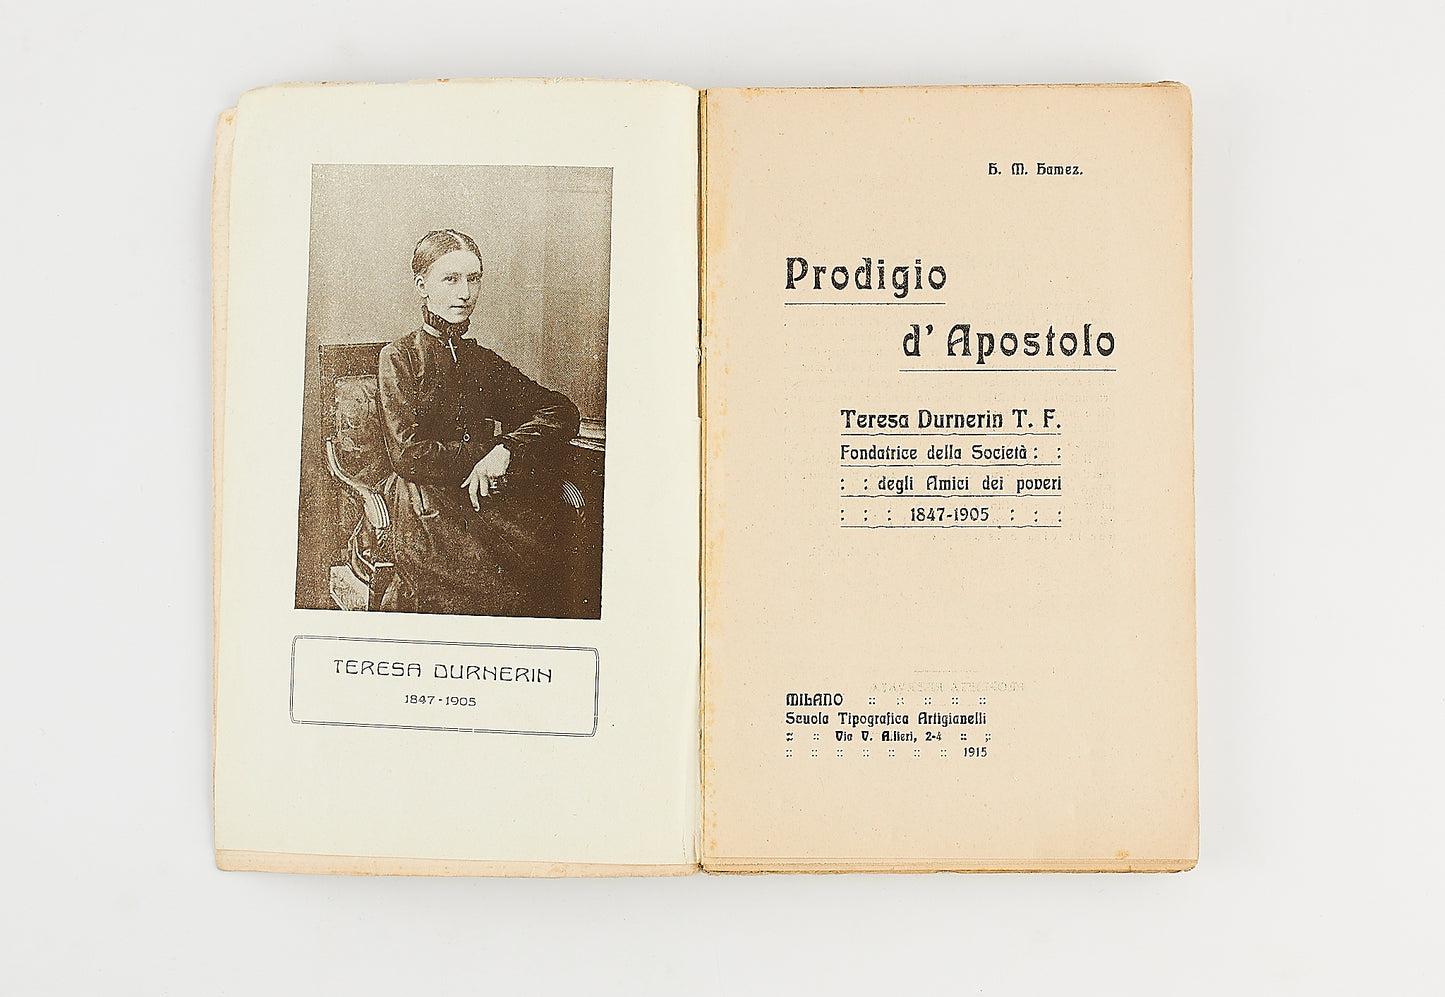 TERESA DURNERIN
1847-1905
H. M. Hamez.
Prodigio
d' Apostolo
Teresa Durnerin T. F.
Fondatrice della Società : :
: : degli Amici dei poveri
: : : 1847-1905 : : :
MILANO :: :: :: :: ::
Scuola Tipografica Artigianelli
:: :: Via V. Alfieri, 2-4 :: ::
:: :: :: :: :: :: :: 1915